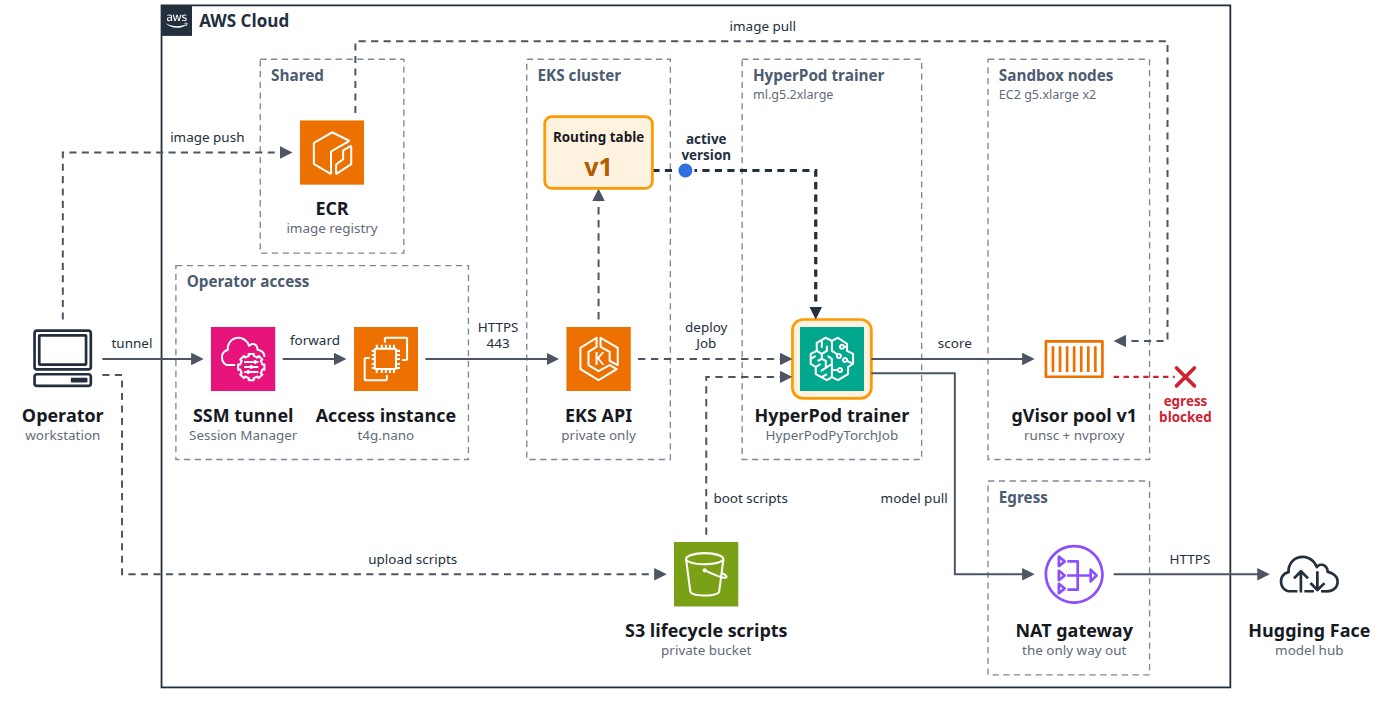 aws
AWS Cloud
image pull
Shared
EKS cluster
HyperPod trainer
ml.g5.2xlarge
Sandbox nodes
EC2 g5.xlarge x2
image push
Routing table
v1
active
version
ECR
image registry
Operator access
tunnel
forward
HTTPS
443
deploy
Job
score
egress
blocked
Operator
workstation
SSM tunnel
Session Manager
Access instance
t4g.nano
EKS API
private only
HyperPod trainer
HyperPodPyTorchJob
gVisor pool v1
runsc + nvproxy
boot scripts
model pull
Egress
upload scripts
HTTPS
S3 lifecycle scripts
private bucket
NAT gateway
the only way out
Hugging Face
model hub